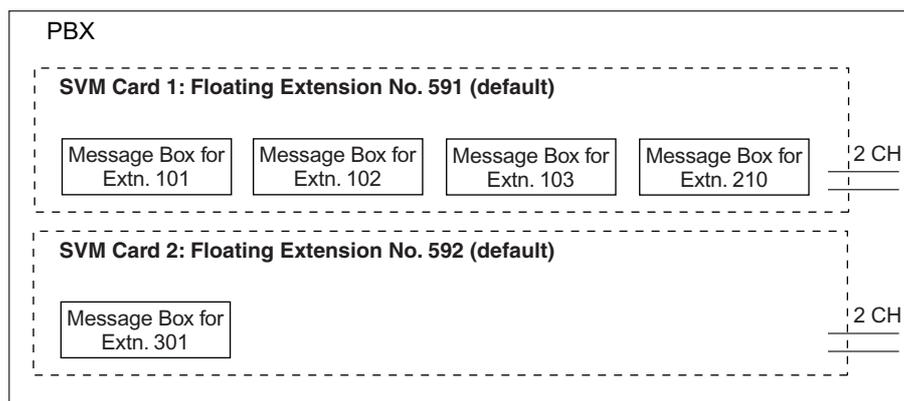 PBX
SVM Card 1: Floating Extension No. 591 (default)
Message Box for
Extn. 101
Message Box for
Extn. 102
Message Box for
Extn. 103
Message Box for
Extn. 210
2 CH
SVM Card 2: Floating Extension No. 592 (default)
Message Box for
Extn. 301
2 CH